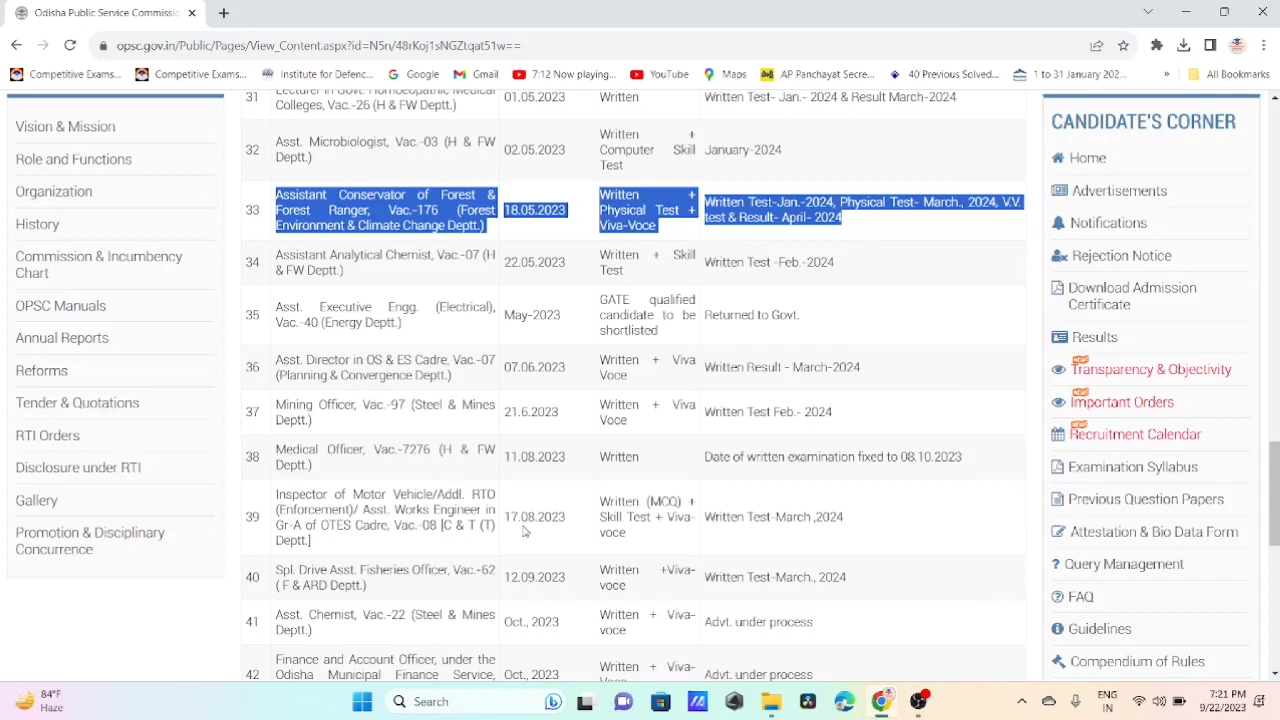 Odisha Public Service Commissio
opsc.gov.in/Public/Pages/View_Content.aspx?id=N5n/48rKoj1sNGZtqat51w==
Competitive Exams...
Competitive Exams...
Institute for Defenc...
Google
Gmail
7:12 Now playing...
YouTube
Maps
AP Panchayat Secre...
40 Previous Solved...
1 to 31 January 202...
»
All Bookmarks
Vision & Mission
Role and Functions
Organization
History
Commission & Incumbency
Chart
OPSC Manuals
Annual Reports
Reforms
Tender & Quotations
RTI Orders
Disclosure under RTI
Gallery
Promotion & Disciplinary
Concurrence
31 Lecturer in Govt. Homoeopathic Medical 01.05.2023 Written Written Test- Jan.- 2024 & Result March-2024
Colleges, Vac.-26 (H & FW Deptt.)
32 Asst. Microbiologist, Vac.-03 (H & FW 02.05.2023 Written + January-2024
Deptt.) Computer Skill
Test
33 Assistant Conservator of Forest & 18.05.2023 Written + Written Test-Jan.-2024, Physical Test- March., 2024, V.V.
Forest Ranger, Vac.-176 (Forest Physical Test + test & Result- April- 2024
Environment & Climate Change Deptt.) Viva-Voce
34 Assistant Analytical Chemist, Vac.-07 (H 22.05.2023 Written + Skill Written Test -Feb.-2024
& FW Deptt.) Test
35 Asst. Executive Engg. (Electrical), May-2023 GATE qualified Returned to Govt.
Vac.-40 (Energy Deptt.) candidate to be
shortlisted
36 Asst. Director in OS & ES Cadre, Vac.-07 07.06.2023 Written + Viva Written Result - March-2024
(Planning & Convergence Deptt.) Voce
37 Mining Officer, Vac.-97 (Steel & Mines 21.6.2023 Written + Viva Written Test Feb.- 2024
Deptt.) Voce
38 Medical Officer, Vac.-7276 (H & FW 11.08.2023 Written Date of written examination fixed to 08.10.2023
Deptt.)
39 Inspector of Motor Vehicle/Addl. RTO 17.08.2023 Written (MCQ) + Written Test-March ,2024
(Enforcement)/ Asst. Works Engineer in Skill Test + Viva-
Gr-A of OTES Cadre, Vac.-08 [C & T (T) voce
Deptt.]
40 Spl. Drive Asst. Fisheries Officer, Vac.-62 12.09.2023 Written +Viva- Written Test-March., 2024
( F & ARD Deptt.) voce
41 Asst. Chemist, Vac.-22 (Steel & Mines Oct., 2023 Written + Viva- Advt. under process
Deptt.) voce
42 Finance and Account Officer, under the Oct., 2023 Written + Viva- Advt. under process
Odisha Municipal Finance Service, Voce
CANDIDATE'S CORNER
Home
Advertisements
Notifications
Rejection Notice
Download Admission
Certificate
Results
Transparency & Objectivity
Important Orders
Recruitment Calendar
Examination Syllabus
Previous Question Papers
Attestation & Bio Data Form
Query Management
FAQ
Guidelines
Compendium of Rules
84°F
Haze
Search
ENG
IN
7:21 PM
9/22/2023